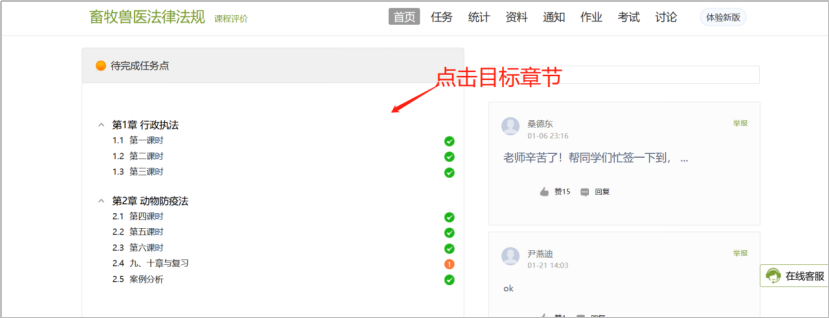 畜牧兽医法律法规 课程评价 首页 任务 统计 资料 通知 作业 考试 讨论 体验新版
待完成任务点
点击目标章节
第1章 行政执法
1.1 第一课时
1.2 第二课时
1.3 第三课时
第2章 动物防疫法
2.1 第四课时
2.2 第五课时
2.3 第六课时
2.4 九、十章与复习
2.5 案例分析
桑德东 举报
01-06 23:16
老师辛苦了！帮同学们忙签一下到， ...
赞15 回复
尹燕迪 举报
01-21 14:03
ok
在线客服